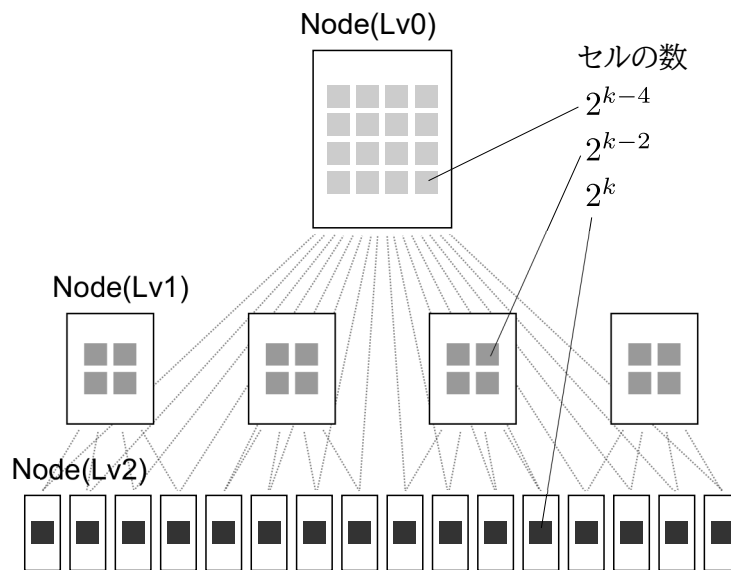 Node(Lv0)
セルの数
2^{k-4}
2^{k-2}
2^k
Node(Lv1)
Node(Lv2)